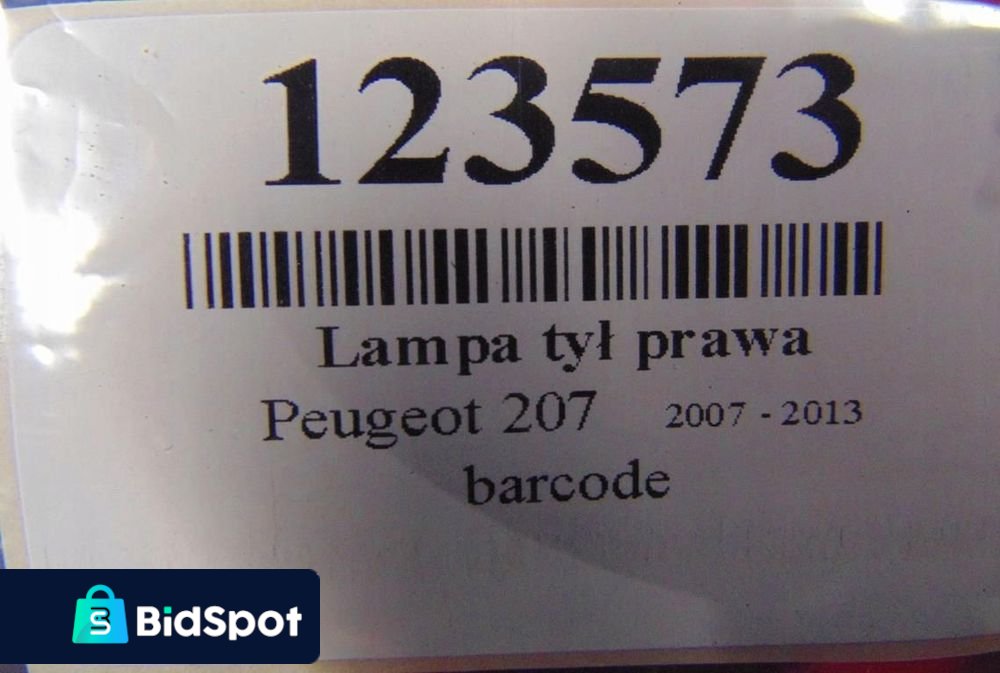 123573
Lampa tył prawa
Peugeot 207 2007 - 2013
barcode
BidSpot